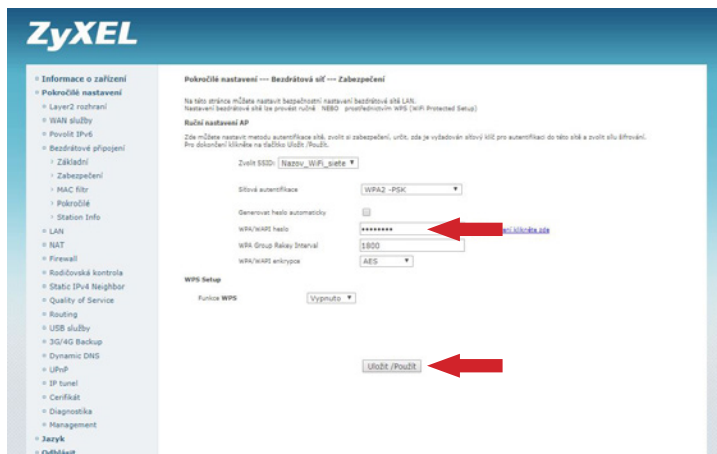 ZyXEL
Informace o zařízení
Pokročilé nastavení
Layer2 rozhraní
WAN služby
Povolit IPv6
Bezdrátové připojení
Základní
Zabezpečení
MAC filtr
Pokročilé
Station Info
LAN
NAT
Firewall
Rodičovská kontrola
Static IPv4 Neighbor
Quality of Service
Routing
USB služby
3G/4G Backup
Dynamic DNS
UPnP
IP tunel
Cerifikát
Diagnostika
Management
Jazyk
Odhlásit
Pokročilé nastavení --- Bezdrátová síť --- Zabezpečení
Na této stránce můžete nastavit bezpečnostní nastavaní bezdrátové sítě LAN.
Nastavení bezdrátové sítě lze provést ručně NEBO prostřednictvím WPS (WiFi Protected Setup)
Ruční nastavení AP
Zde můžete nastavit metodu autentifikace sítě, zvolit si zabezpečení, určit, zda je vyžadován síťový klíč pro autentifikaci do této sítě a zvolit sílu šifrování.
Pro dokončení klikněte na tlačítko Uložit /Použít.
Zvolit SSID: Nazov_WiFi_siete
Síťová autentifikace WPA2 -PSK
Generovat heslo automaticky
WPA/WAPI heslo •••••••• ení klikněte zde
WPA Group Rekey Interval 1800
WPA/WAPI enkrypce AES
WPS Setup
Funkce WPS Vypnuto
Uložit /Použít